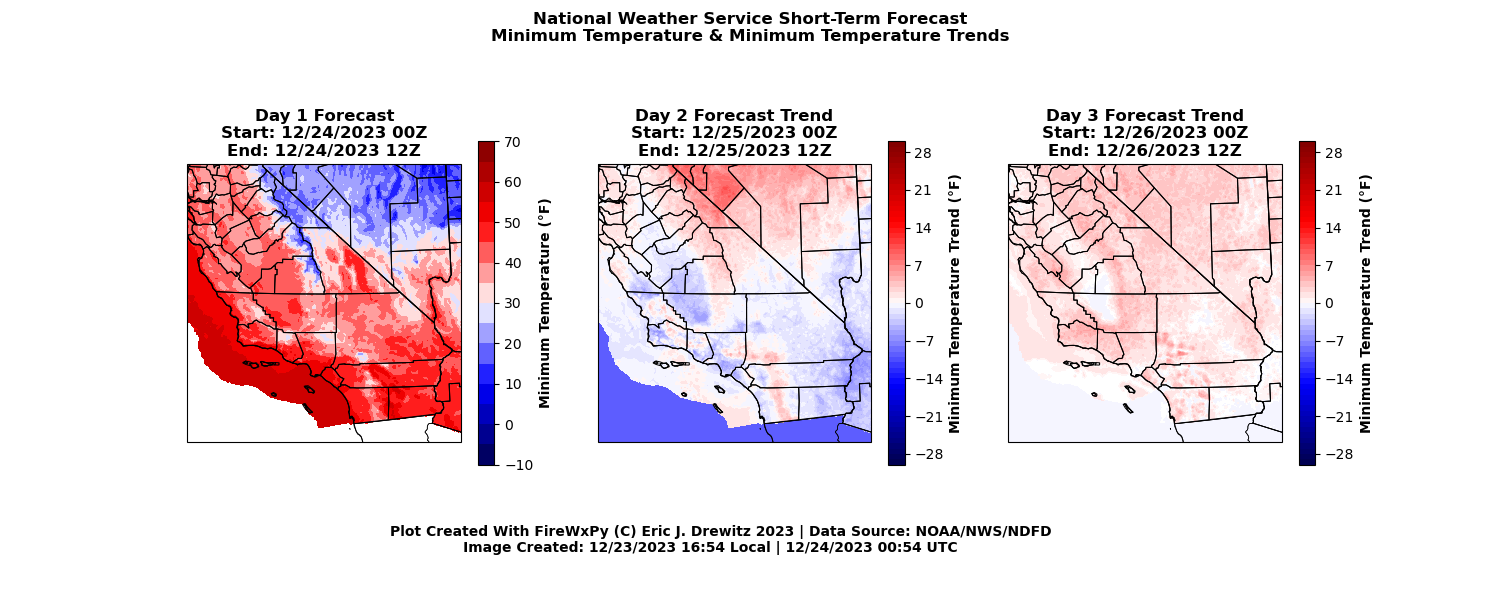 National Weather Service Short-Term Forecast
Minimum Temperature & Minimum Temperature Trends
Day 1 Forecast
Start: 12/24/2023 00Z
End: 12/24/2023 12Z
70
60
50
40
30
20
10
0
−10
Minimum Temperature (°F)
Day 2 Forecast Trend
Start: 12/25/2023 00Z
End: 12/25/2023 12Z
28
21
14
7
0
−7
−14
−21
−28
Minimum Temperature Trend (°F)
Day 3 Forecast Trend
Start: 12/26/2023 00Z
End: 12/26/2023 12Z
28
21
14
7
0
−7
−14
−21
−28
Minimum Temperature Trend (°F)
Plot Created With FireWxPy (C) Eric J. Drewitz 2023 | Data Source: NOAA/NWS/NDFD
Image Created: 12/23/2023 16:54 Local | 12/24/2023 00:54 UTC